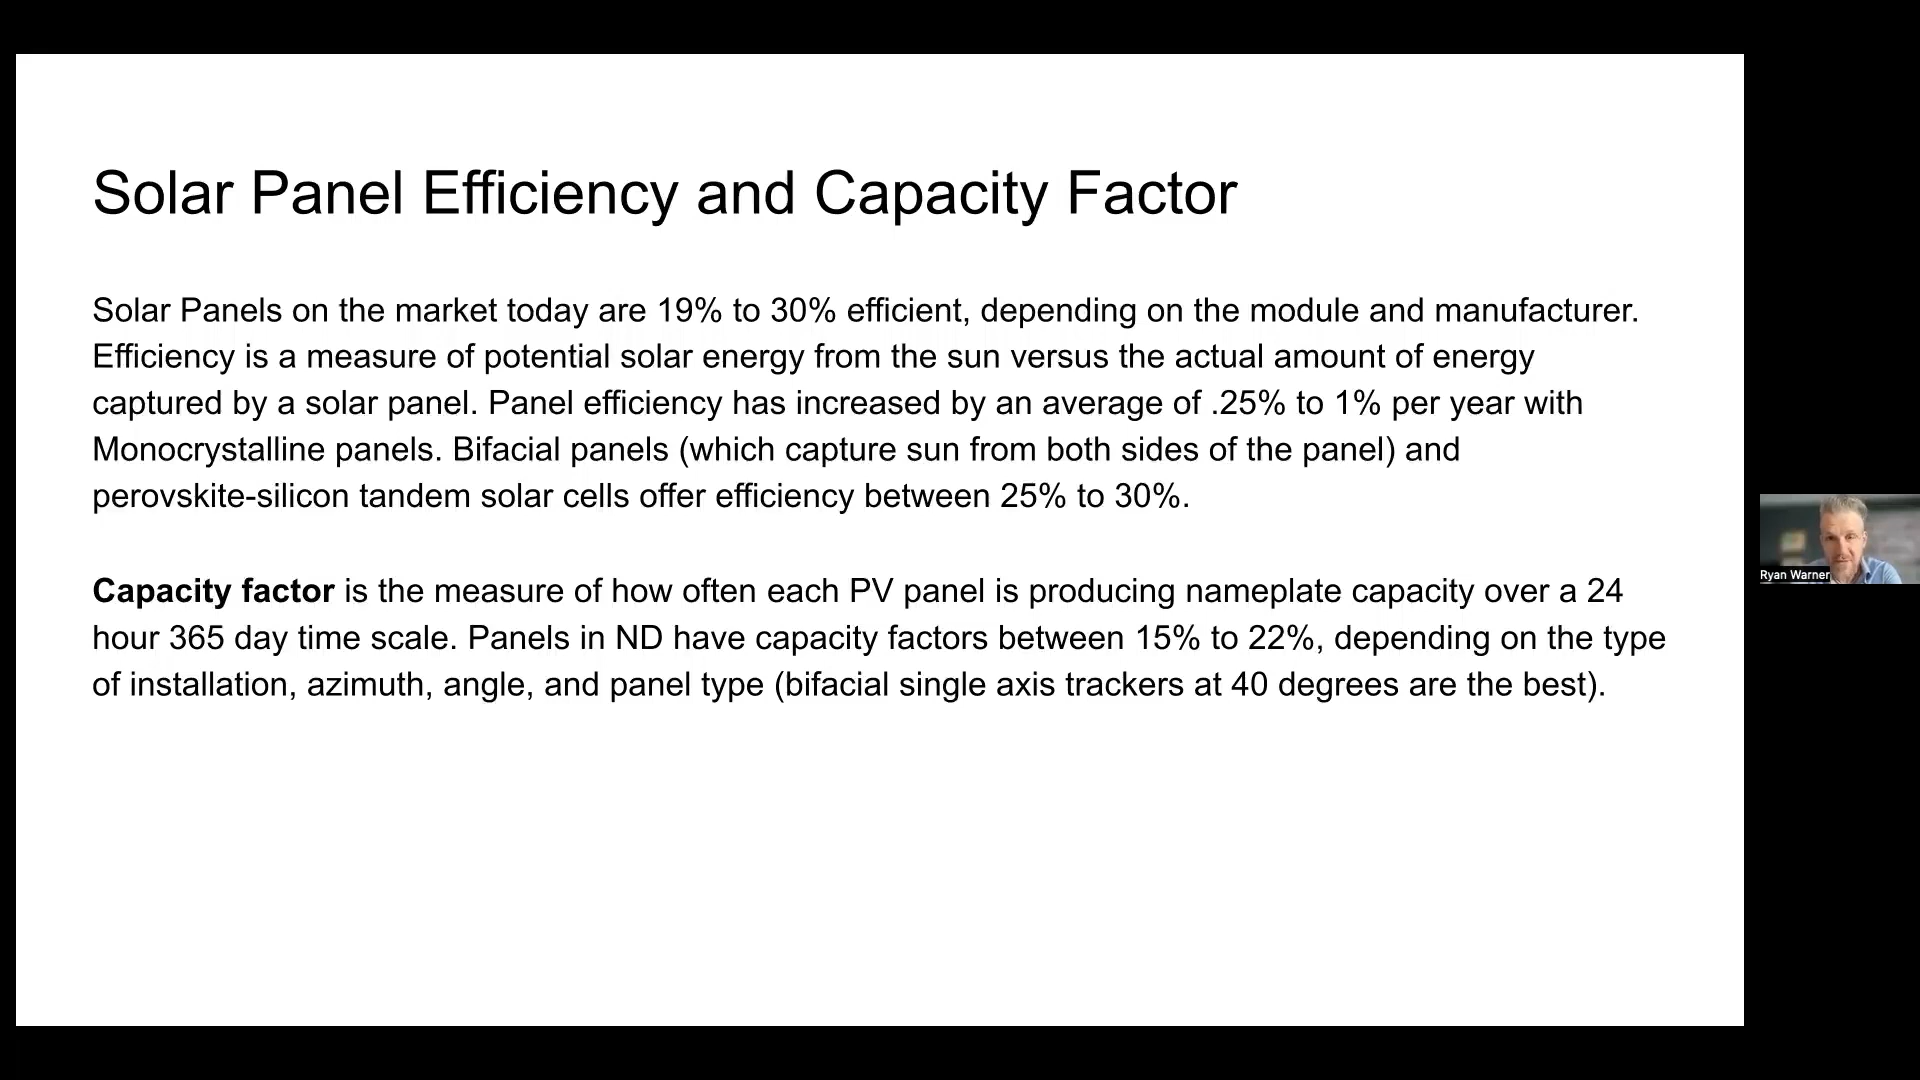 Solar Panel Efficiency and Capacity Factor
Solar Panels on the market today are 19% to 30% efficient, depending on the module and manufacturer.
Efficiency is a measure of potential solar energy from the sun versus the actual amount of energy
captured by a solar panel. Panel efficiency has increased by an average of .25% to 1% per year with
Monocrystalline panels. Bifacial panels (which capture sun from both sides of the panel) and
perovskite-silicon tandem solar cells offer efficiency between 25% to 30%.
Capacity factor is the measure of how often each PV panel is producing nameplate capacity over a 24
hour 365 day time scale. Panels in ND have capacity factors between 15% to 22%, depending on the type
of installation, azimuth, angle, and panel type (bifacial single axis trackers at 40 degrees are the best).
Ryan Warner